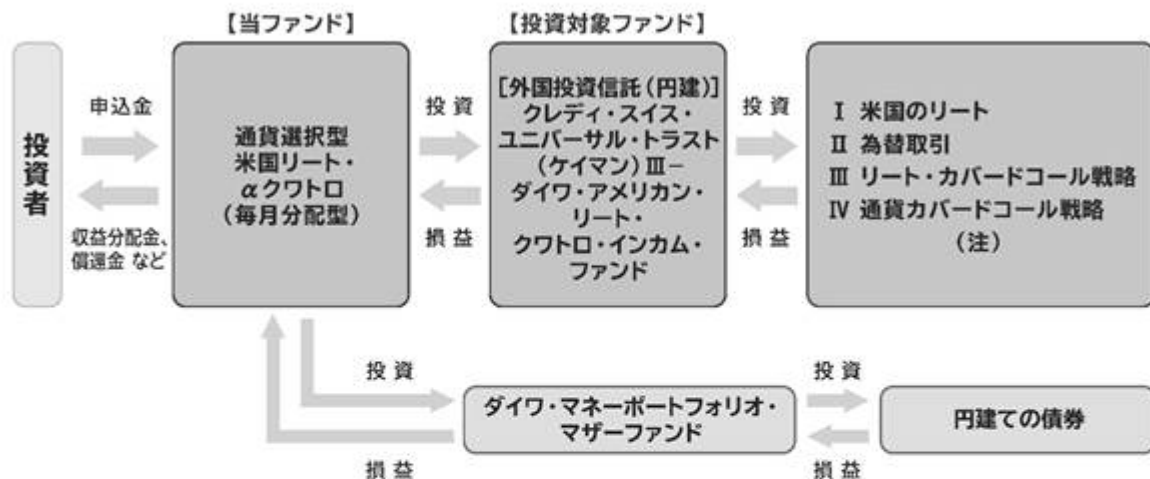 【当ファンド】
【投資対象ファンド】
投資者
申込金
収益分配金、
償還金 など
通貨選択型
米国リート・
αクワトロ
（毎月分配型）
投資
損益
［外国投資信託（円建）］
クレディ・スイス・
ユニバーサル・トラスト
（ケイマン）Ⅲ－
ダイワ・アメリカン・
リート・
クワトロ・インカム・
ファンド
投資
損益
Ⅰ 米国のリート
Ⅱ 為替取引
Ⅲ リート・カバードコール戦略
Ⅳ 通貨カバードコール戦略
（注）
投資
損益
ダイワ・マネーポートフォリオ・
マザーファンド
投資
損益
円建ての債券